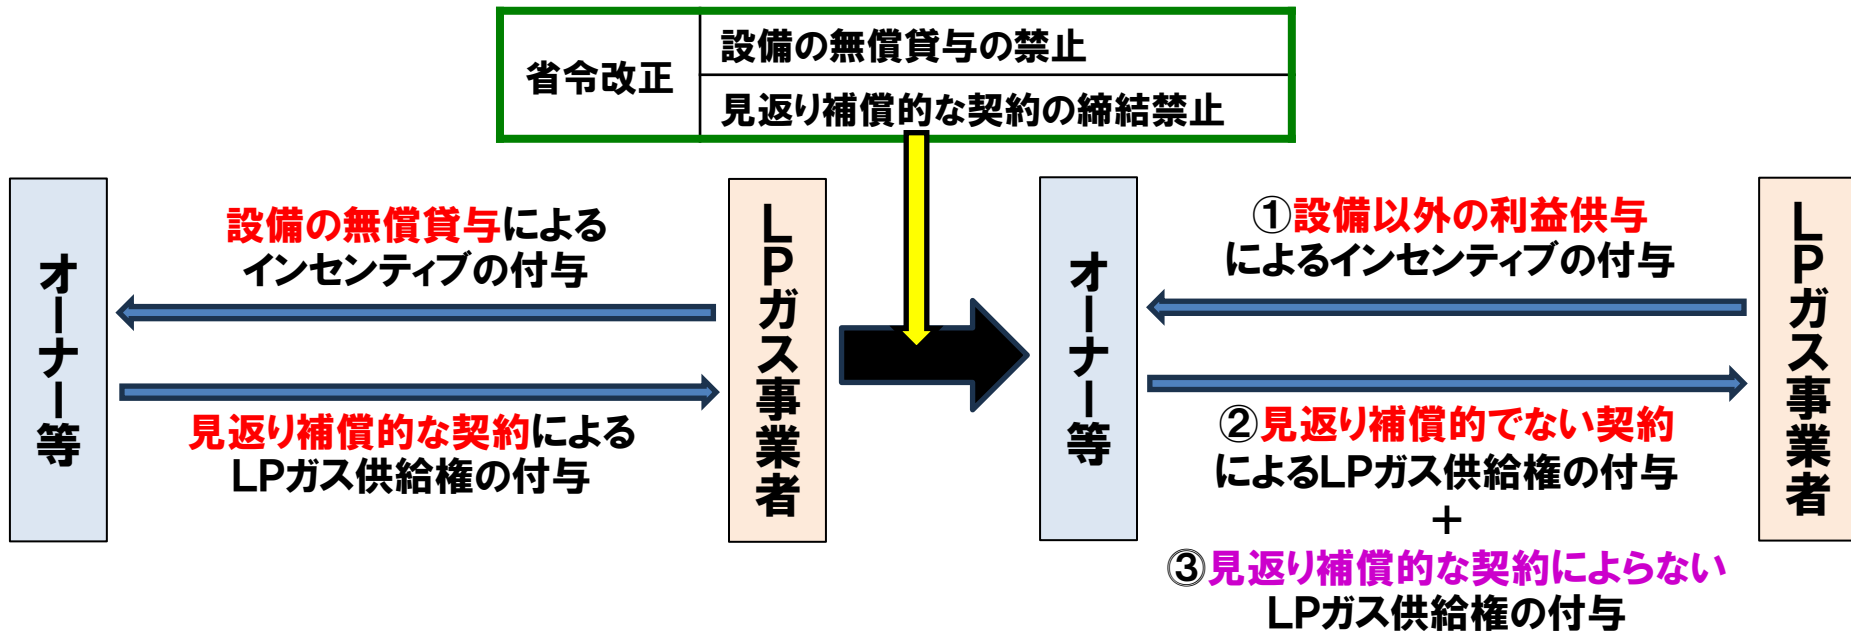 省令改正
設備の無償貸与の禁止
見返り補償的な契約の締結禁止
オーナー等
設備の無償貸与による
インセンティブの付与
見返り補償的な契約による
LPガス供給権の付与
LPガス事業者
オーナー等
①設備以外の利益供与
によるインセンティブの付与
②見返り補償的でない契約
によるLPガス供給権の付与
＋
③見返り補償的な契約によらない
LPガス供給権の付与
LPガス事業者